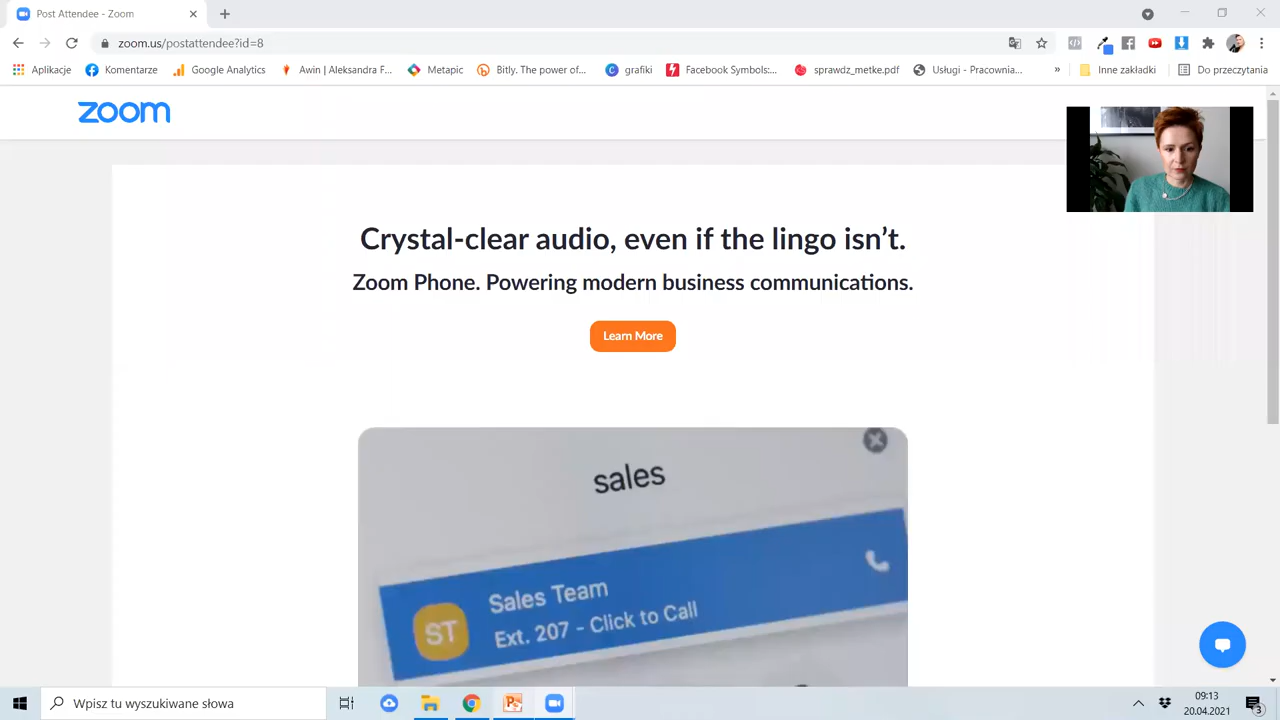 Post Attendee - Zoom
zoom.us/postattendee?id=8
Aplikacje
Komentarze
Google Analytics
Awin | Aleksandra F...
Metapic
Bitly. The power of...
grafiki
Facebook Symbols:...
sprawdz_metke.pdf
Usługi - Pracownia...
»
Inne zakładki
Do przeczytania
zoom
Crystal-clear audio, even if the lingo isn't.
Zoom Phone. Powering modern business communications.
Learn More
sales
ST
Sales Team
Ext. 207 - Click to Call
Wpisz tu wyszukiwane słowa
09:13
20.04.2021
3